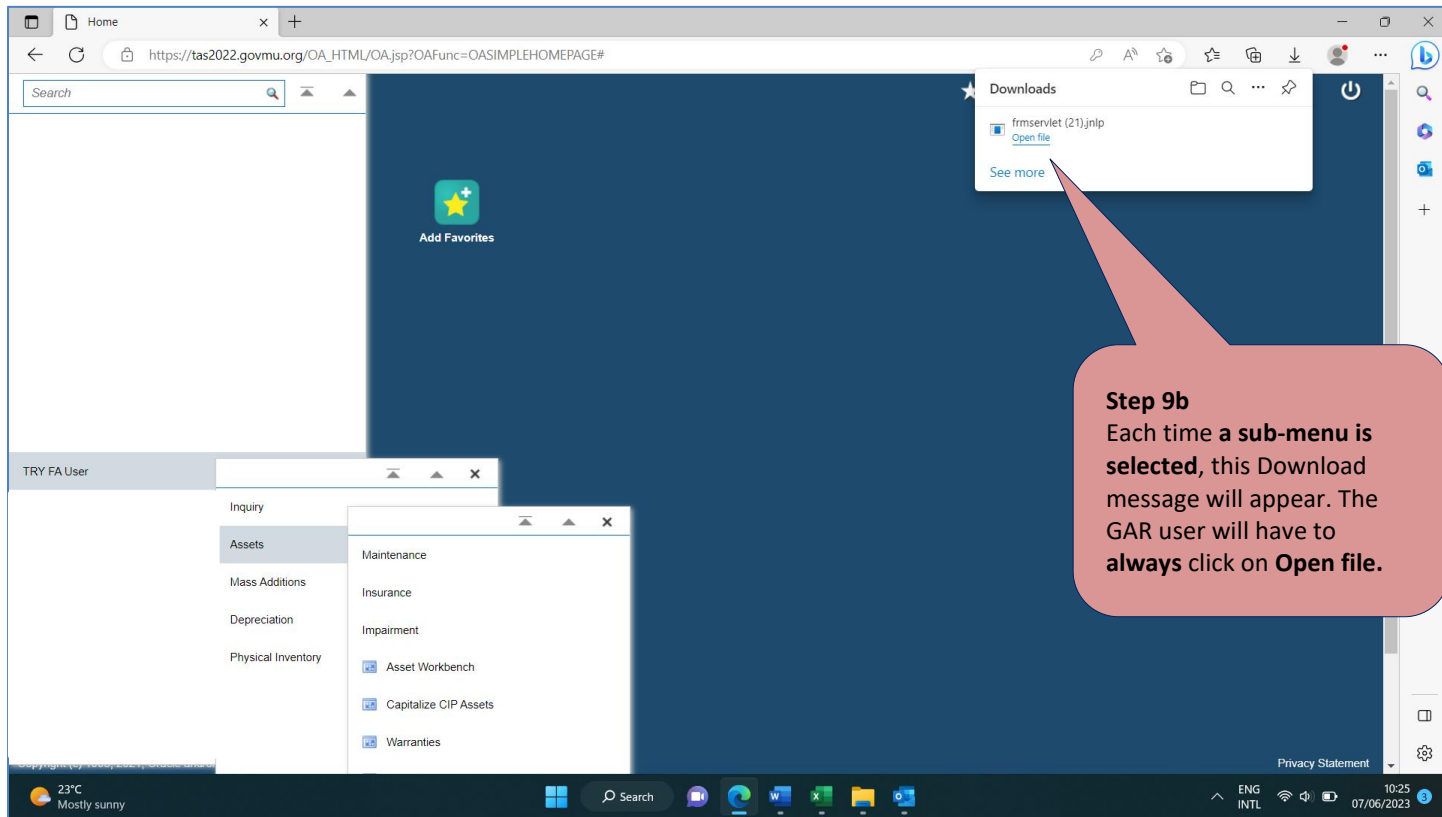 Home
https://tas2022.govmu.org/OA_HTML/OA.jsp?OAFunc=OASIMPLEHOMEPAGE#
Search
Downloads
frmservlet (21).jnlp
Open file
See more
Add Favorites
Step 9b
Each time a sub-menu is
selected, this Download
message will appear. The
GAR user will have to
always click on Open file.
TRY FA User
Inquiry
Assets
Mass Additions
Depreciation
Physical Inventory
Maintenance
Insurance
Impairment
Asset Workbench
Capitalize CIP Assets
Warranties
Privacy Statement
23°C
Mostly sunny
Search
ENG
INTL
10:25
07/06/2023
3